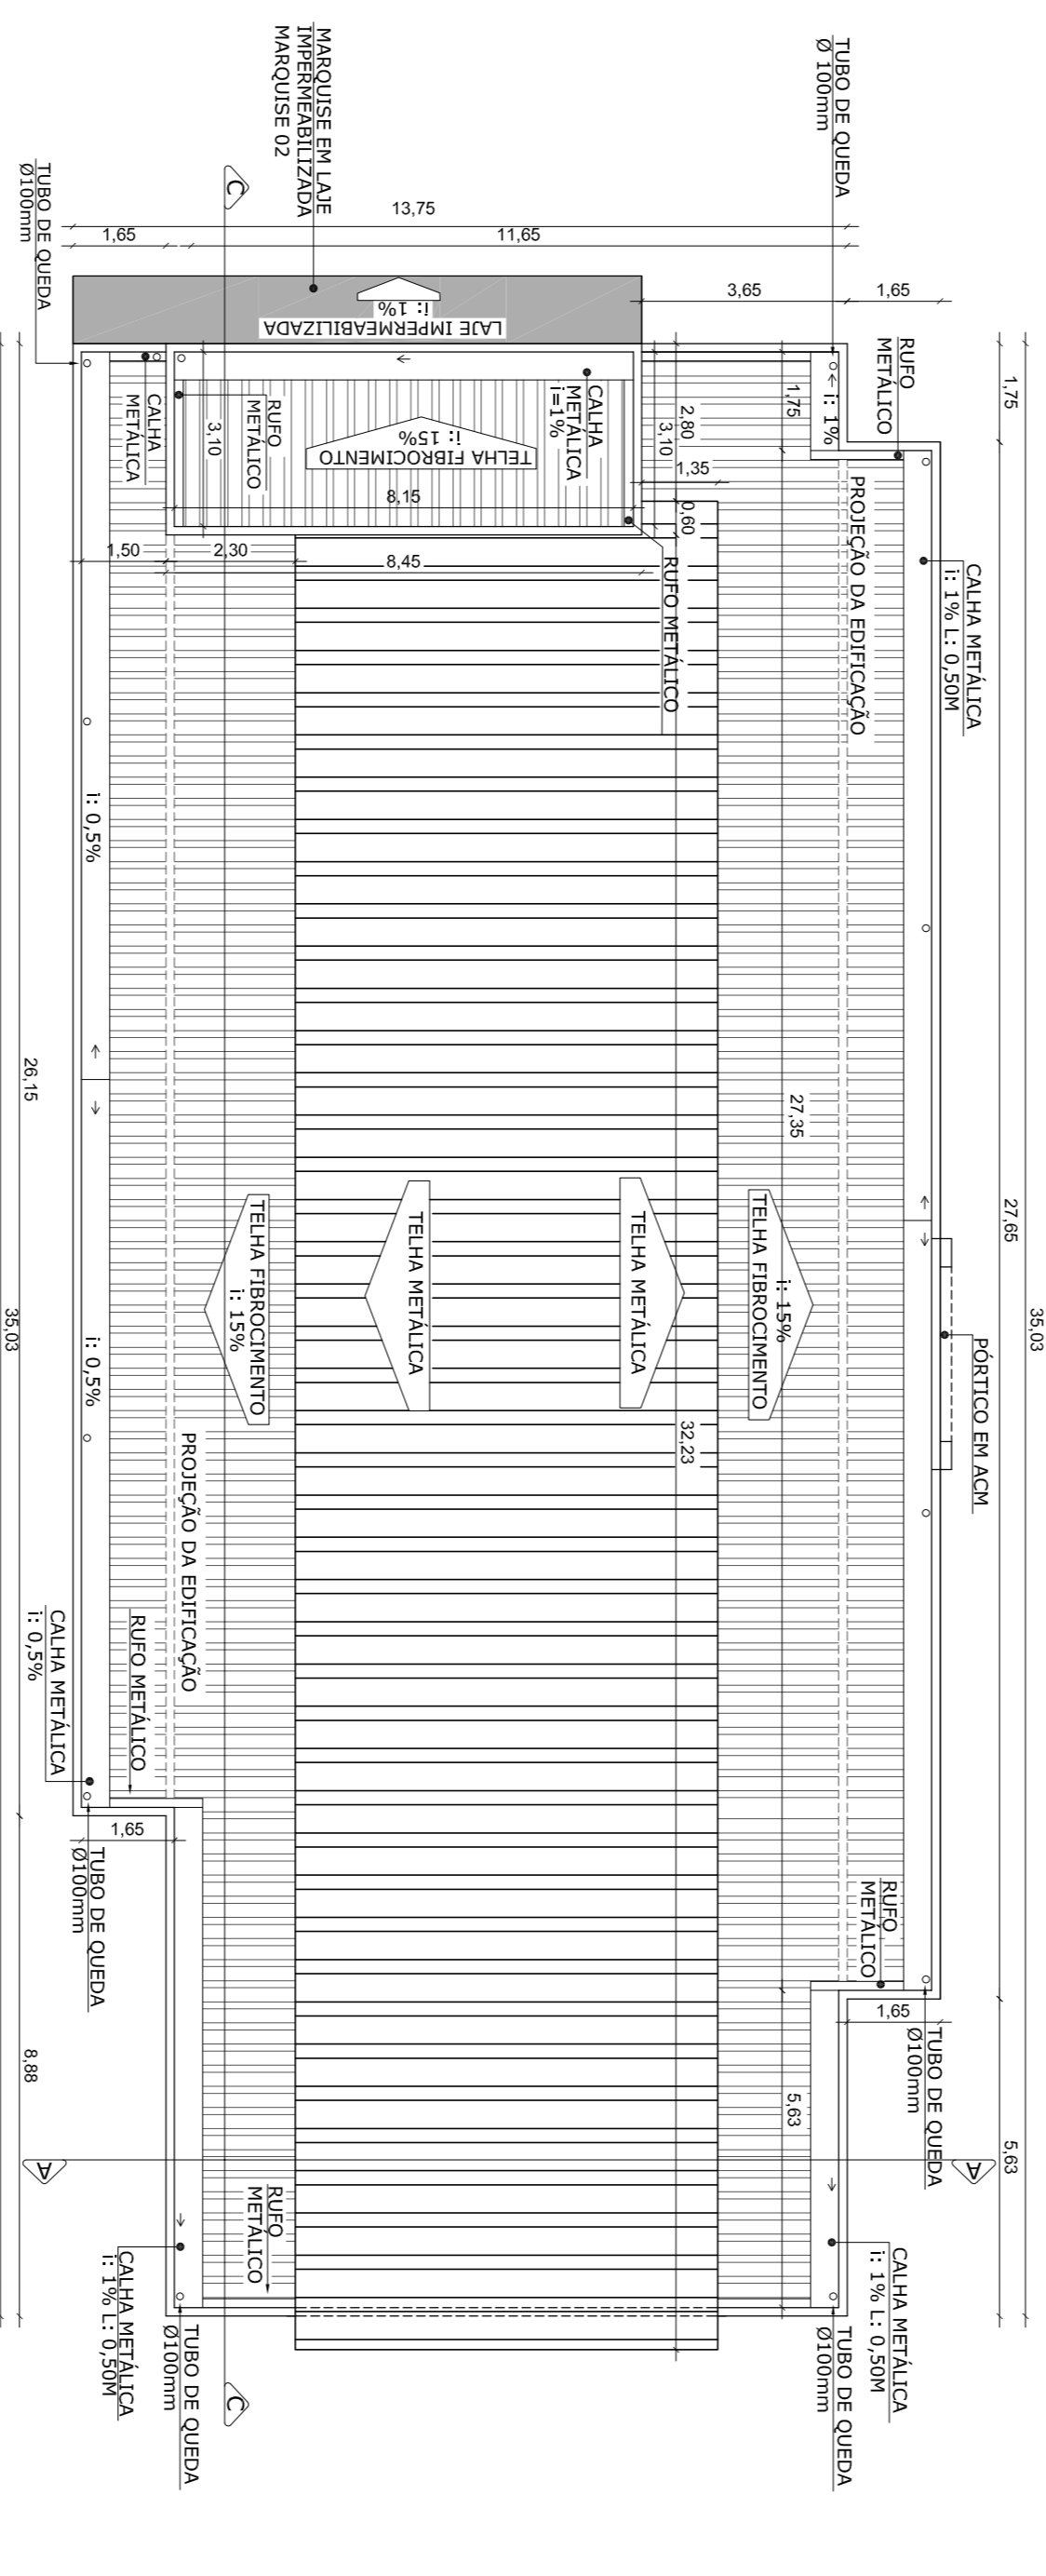 TUBO DE QUEDA
Ø 100mm
MARQUISE EM LAJE
IMPERMEABILIZADA
MARQUISE 02
TUBO DE QUEDA
Ø100mm
C
13,75
1,65
11,65
3,65
1,65
LAJE IMPERMEABILIZADA
i: 1%
RUFO
METÁLICO
i: 1%
1,75
1,75
35,03
CALHA
METÁLICA
RUFO
METÁLICO
3,10
TELHA FIBROCIMENTO
i: 15%
CALHA
METÁLICA
i=1%
2,80
3,10
1,35
8,15
0,60
1,50
2,30
8,45
RUFO METÁLICO
PROJEÇÃO DA EDIFICAÇÃO
CALHA METÁLICA
i: 1% L: 0,50M
i: 0,5%
26,15
27,35
27,65
35,03
TELHA FIBROCIMENTO
i: 15%
TELHA METÁLICA
TELHA METÁLICA
TELHA FIBROCIMENTO
i: 15%
PÓRTICO EM ACM
i: 0,5%
32,23
PROJEÇÃO DA EDIFICAÇÃO
CALHA METÁLICA
i: 0,5%
RUFO METÁLICO
1,65
TUBO DE QUEDA
Ø100mm
RUFO
METÁLICO
1,65
TUBO DE QUEDA
Ø100mm
8,88
5,63
5,63
A
A
RUFO
METÁLICO
CALHA METÁLICA
i: 1% L: 0,50M
CALHA METÁLICA
i: 1% L: 0,50M
TUBO DE QUEDA
Ø100mm
C
TUBO DE QUEDA
Ø100mm